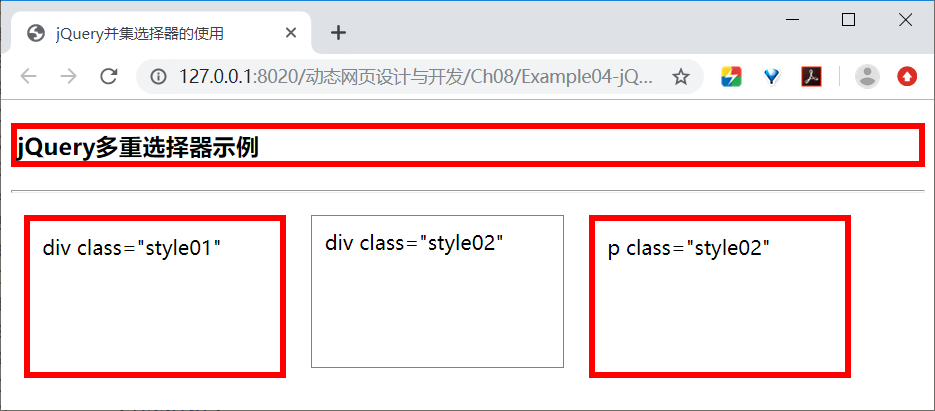 jQuery并集选择器的使用
127.0.0.1:8020/动态网页设计与开发/Ch08/Example04-jQ...
jQuery多重选择器示例
div class="style01"
div class="style02"
p class="style02"